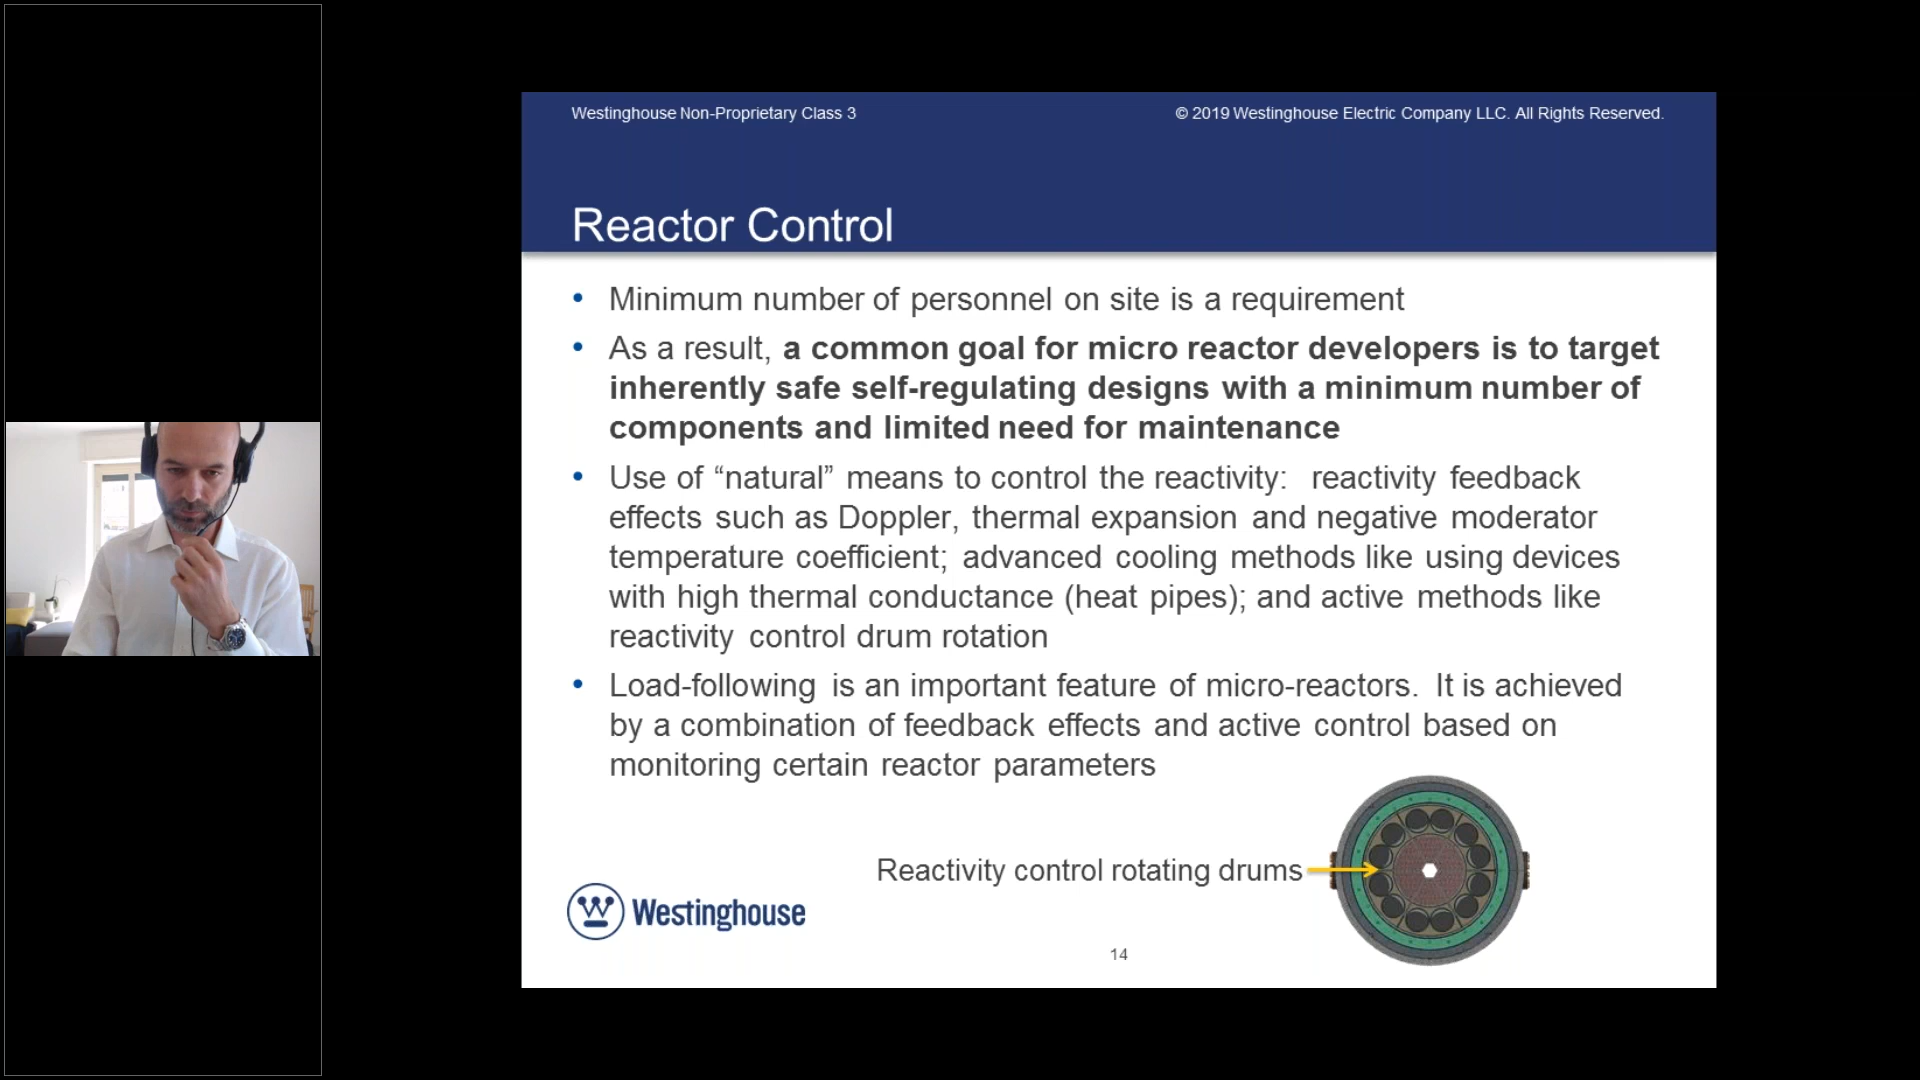 Westinghouse Non-Proprietary Class 3
© 2019 Westinghouse Electric Company LLC. All Rights Reserved.
Reactor Control
• Minimum number of personnel on site is a requirement
• As a result, a common goal for micro reactor developers is to target
inherently safe self-regulating designs with a minimum number of
components and limited need for maintenance
• Use of “natural” means to control the reactivity: reactivity feedback
effects such as Doppler, thermal expansion and negative moderator
temperature coefficient; advanced cooling methods like using devices
with high thermal conductance (heat pipes); and active methods like
reactivity control drum rotation
• Load-following is an important feature of micro-reactors. It is achieved
by a combination of feedback effects and active control based on
monitoring certain reactor parameters
Reactivity control rotating drums
Westinghouse
14